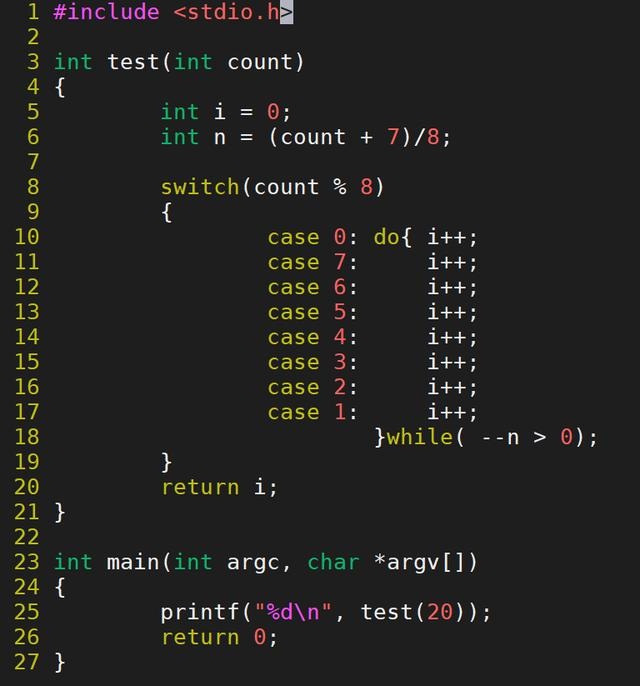 1 #include <stdio.h>
2
3 int test(int count)
4 {
5         int i = 0;
6         int n = (count + 7)/8;
7
8         switch(count % 8)
9         {
10                 case 0: do{ i++;
11                 case 7:     i++;
12                 case 6:     i++;
13                 case 5:     i++;
14                 case 4:     i++;
15                 case 3:     i++;
16                 case 2:     i++;
17                 case 1:     i++;
18                         }while( --n > 0);
19         }
20         return i;
21 }
22
23 int main(int argc, char *argv[])
24 {
25         printf("%d\n", test(20));
26         return 0;
27 }